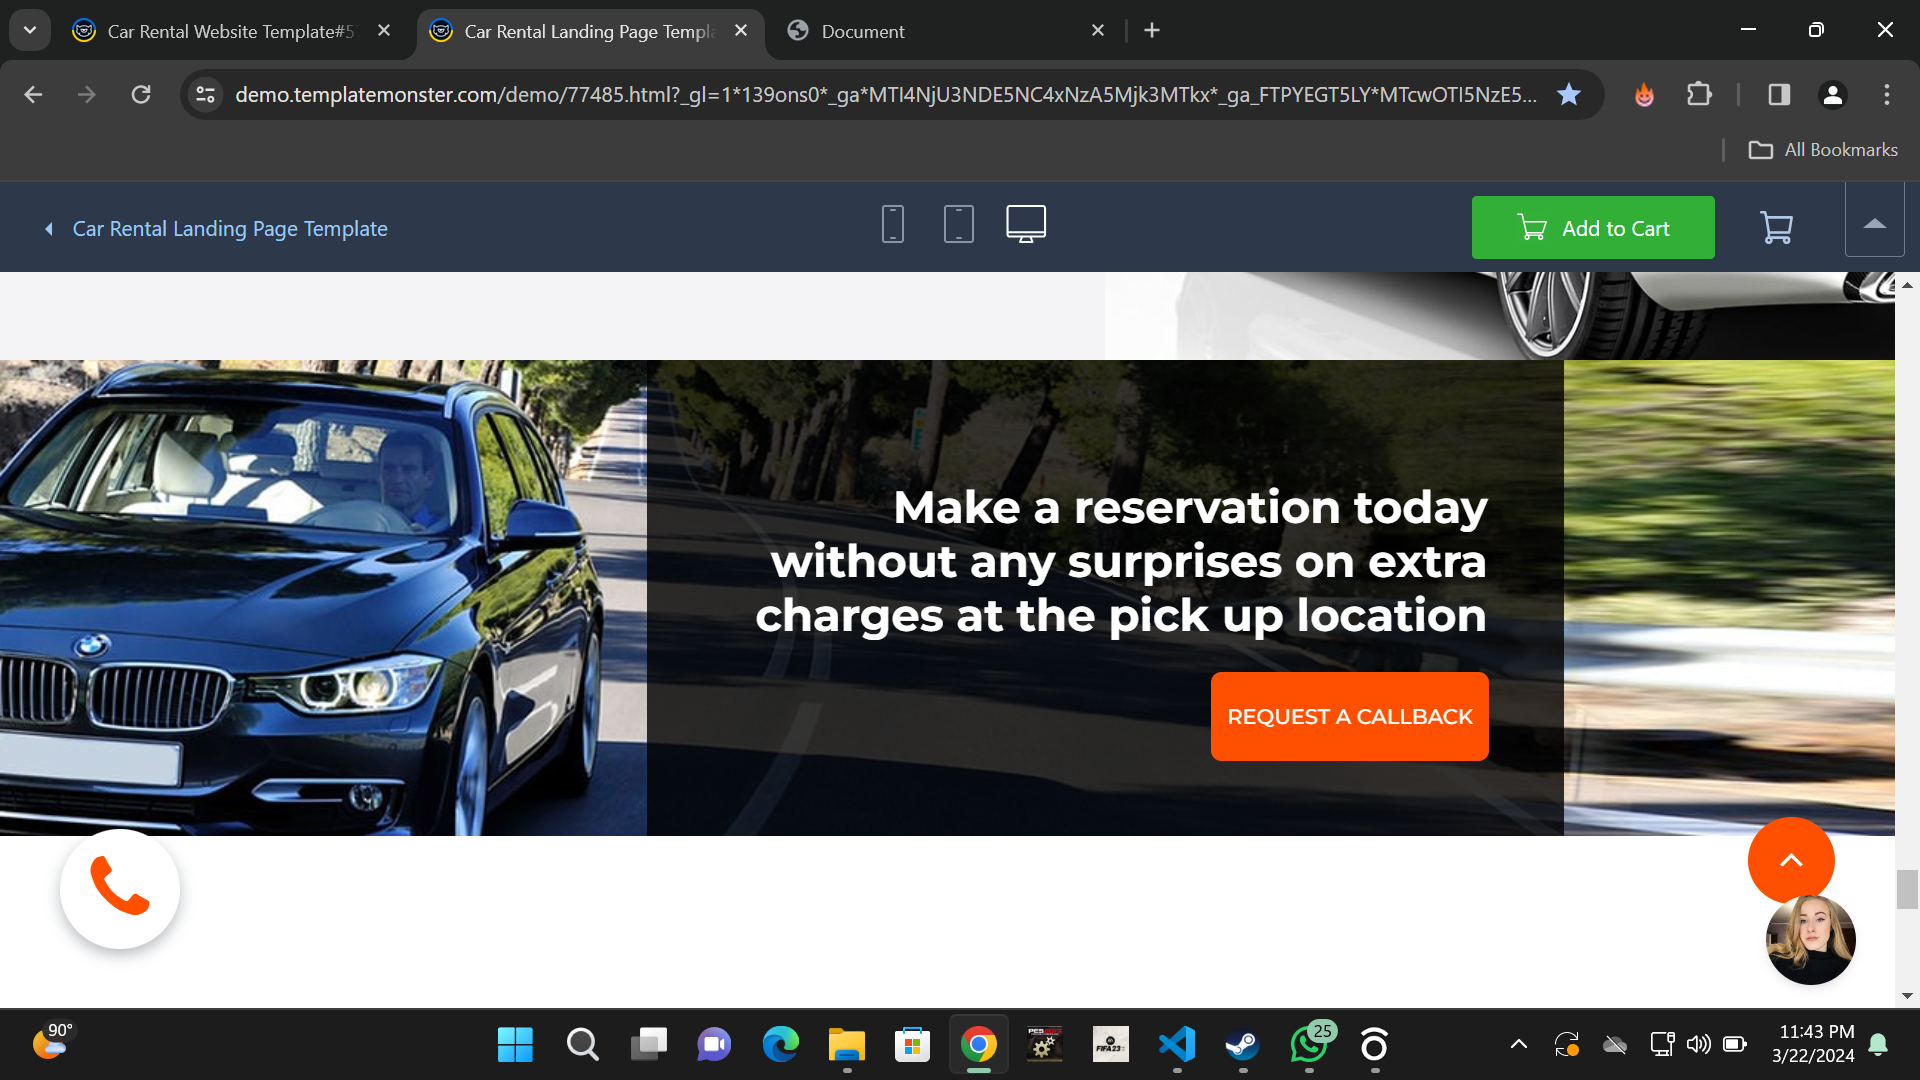 Car Rental Website Template#5
Car Rental Landing Page Templa
Document
demo.templatemonster.com/demo/77485.html?_gl=1*139ons0*_ga*MTI4NjU3NDE5NC4xNzA5Mjk3MTkx*_ga_FTPYEGT5LY*MTcwOTI5NzE5...
All Bookmarks
Car Rental Landing Page Template
Add to Cart
Make a reservation today
without any surprises on extra
charges at the pick up location
REQUEST A CALLBACK
90°
FIFA 23
25
11:43 PM
3/22/2024